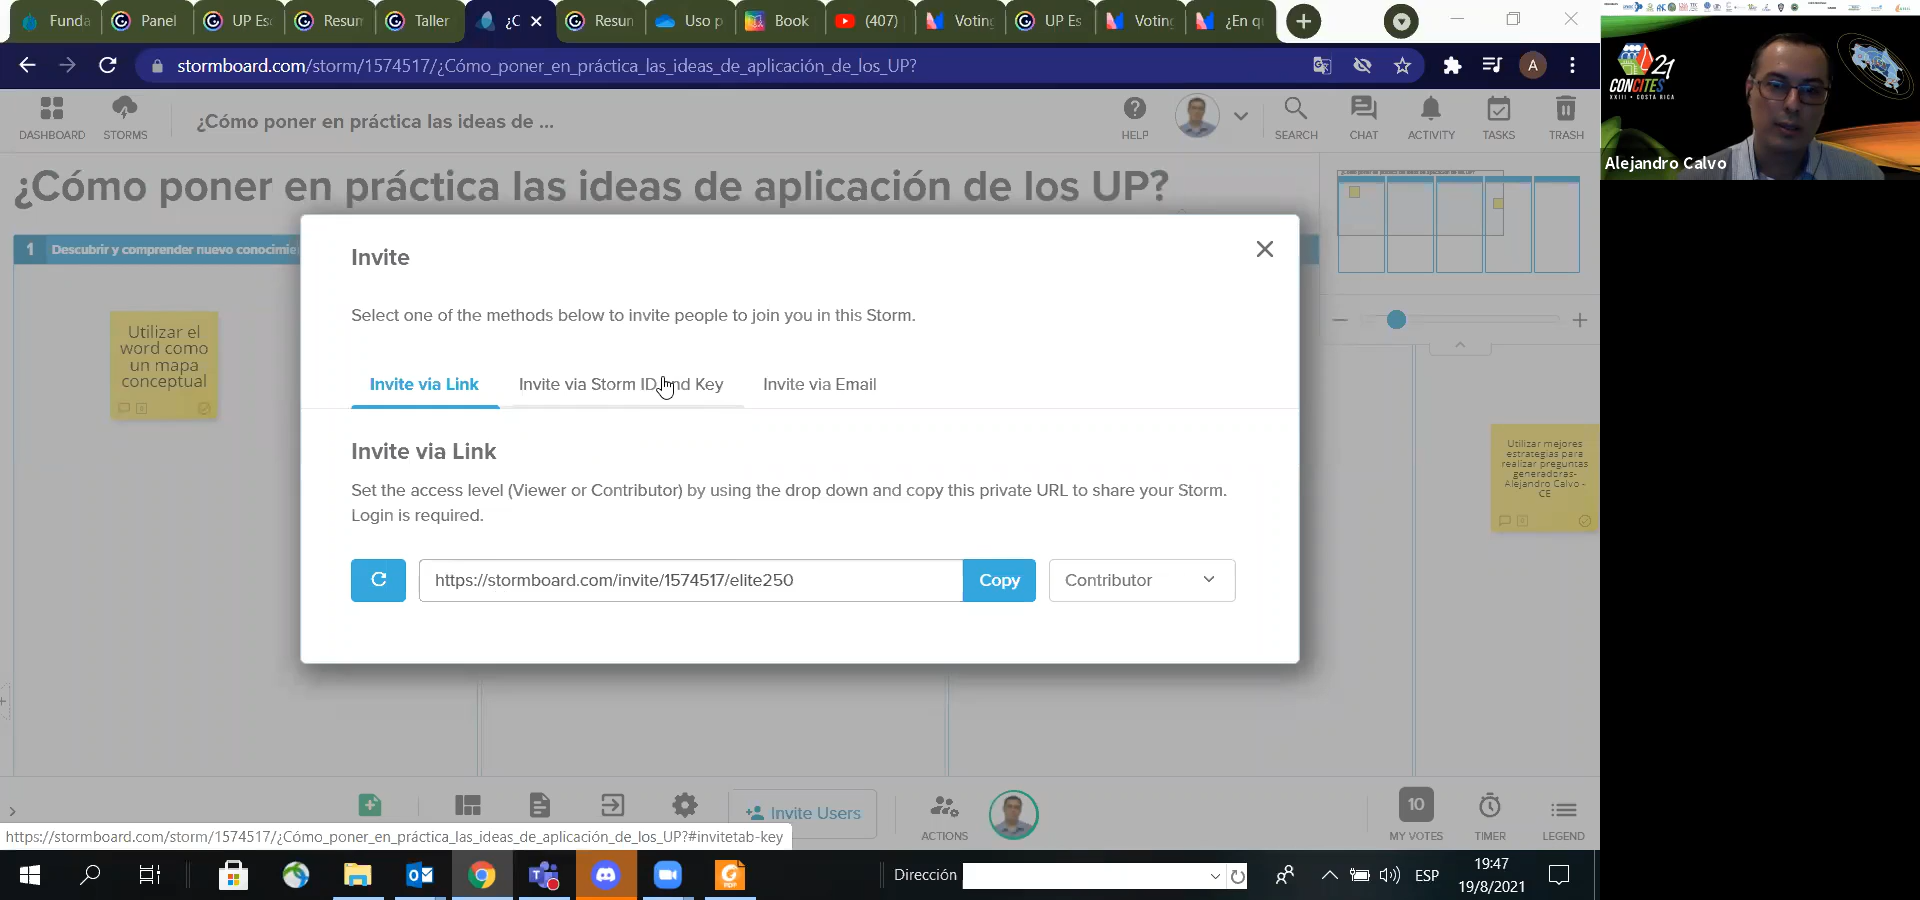 Funda
Panel
UP Es
Resum
Taller
¿C
Resun
Uso p
Book
(407)
Voting
UP Es
Voting
¿En qu
stormboard.com/storm/1574517/¿Cómo_poner_en_práctica_las_ideas_de_aplicación_de_los_UP?
A
DASHBOARD
STORMS
¿Cómo poner en práctica las ideas de ...
HELP
SEARCH
CHAT
ACTIVITY
TASKS
TRASH
¿Cómo poner en práctica las ideas de aplicación de los UP?
1 Descubrir y comprender nuevo conocimie
Utilizar el
word como
un mapa
conceptual
Invite
Select one of the methods below to invite people to join you in this Storm.
Invite via Link
Invite via Storm ID and Key
Invite via Email
Invite via Link
Set the access level (Viewer or Contributor) by using the drop down and copy this private URL to share your Storm.
Login is required.
https://stormboard.com/invite/1574517/elite250
Copy
Contributor
Utilizar mejores
estrategias para
realizar preguntas
generadoras-
Alejandro Calvo -
CE
Invite Users
ACTIONS
10
MY VOTES
TIMER
LEGEND
https://stormboard.com/storm/1574517/¿Cómo_poner_en_práctica_las_ideas_de_aplicación_de_los_UP?#invitetab-key
Dirección
ESP
19:47
19/8/2021
21
CONCITES
XXIII • COSTA RICA
Alejandro Calvo